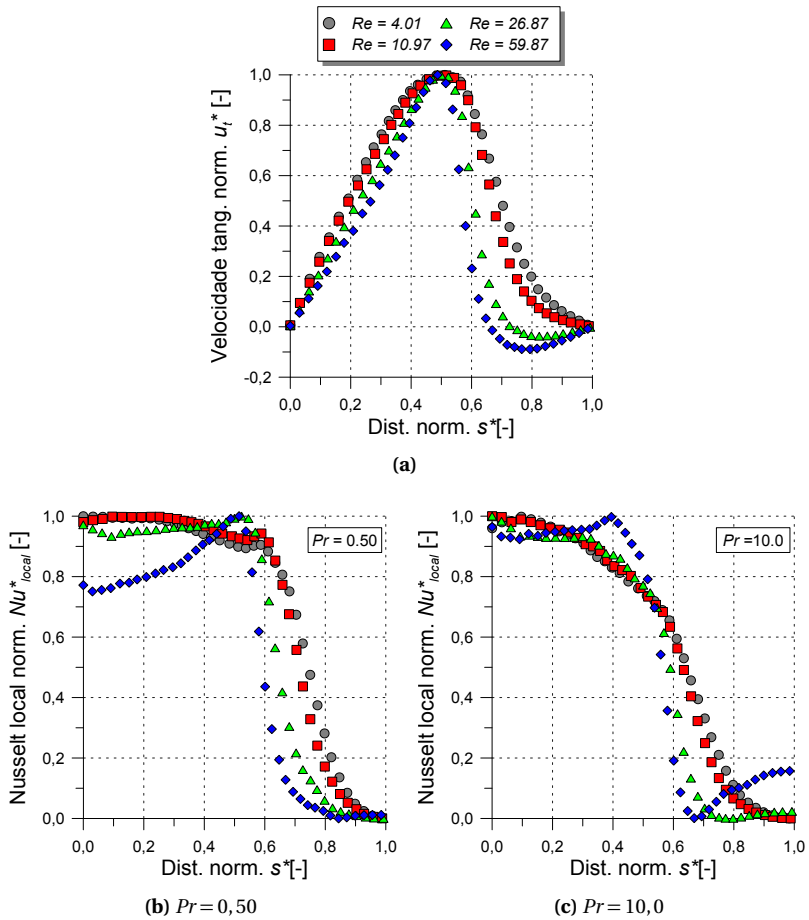 Re = 4.01 Re = 26.87
Re = 10.97 Re = 59.87
Velocidade tang. norm. u_t* [-]
1,0
0,8
0,6
0,4
0,2
0,0
-0,2
0,0 0,2 0,4 0,6 0,8 1,0
Dist. norm. s*[-]
(a)
Nusselt local norm. Nu*_local [-]
1,0
0,8
0,6
0,4
0,2
0,0
Pr = 0.50
0,0 0,2 0,4 0,6 0,8 1,0
Dist. norm. s*[-]
(b) Pr = 0,50
Nusselt local norm. Nu*_local [-]
1,0
0,8
0,6
0,4
0,2
0,0
Pr =10.0
0,0 0,2 0,4 0,6 0,8 1,0
Dist. norm. s*[-]
(c) Pr = 10,0